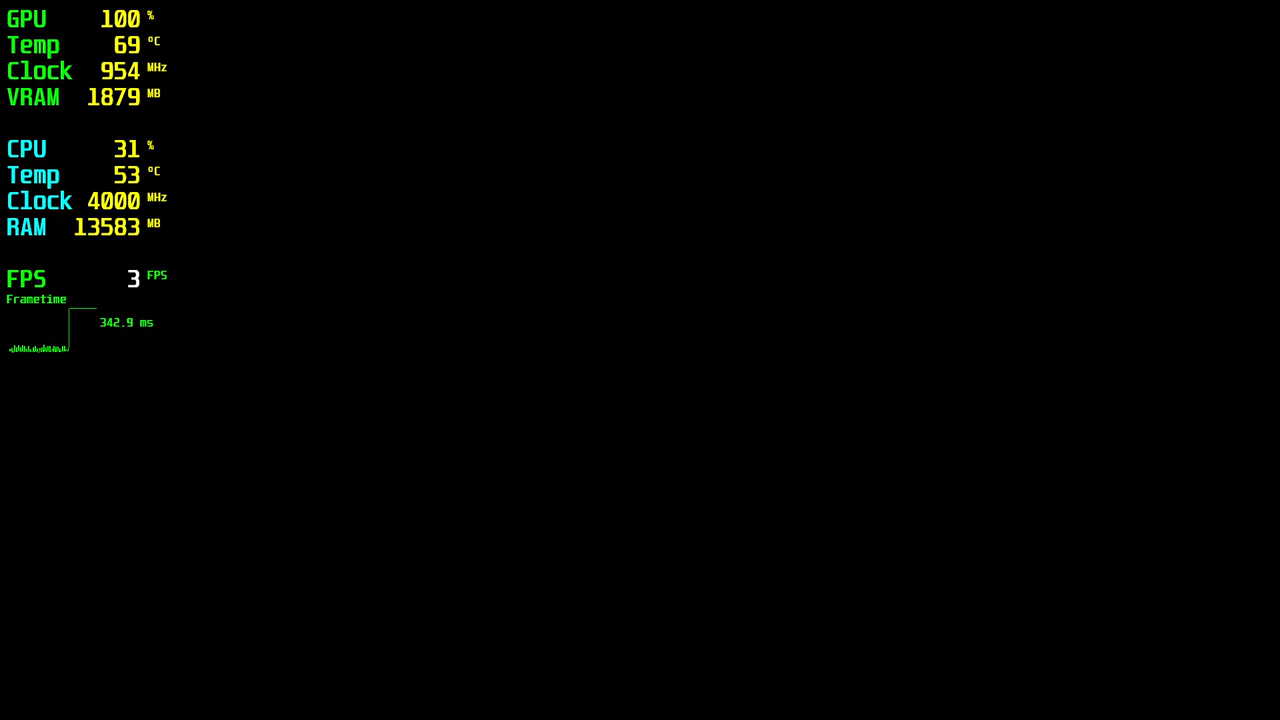 GPU 100 %
Temp 69 °C
Clock 954 MHz
VRAM 1879 MB
CPU 31 %
Temp 53 °C
Clock 4000 MHz
RAM 13583 MB
FPS 3 FPS
Frametime
342.9 ms